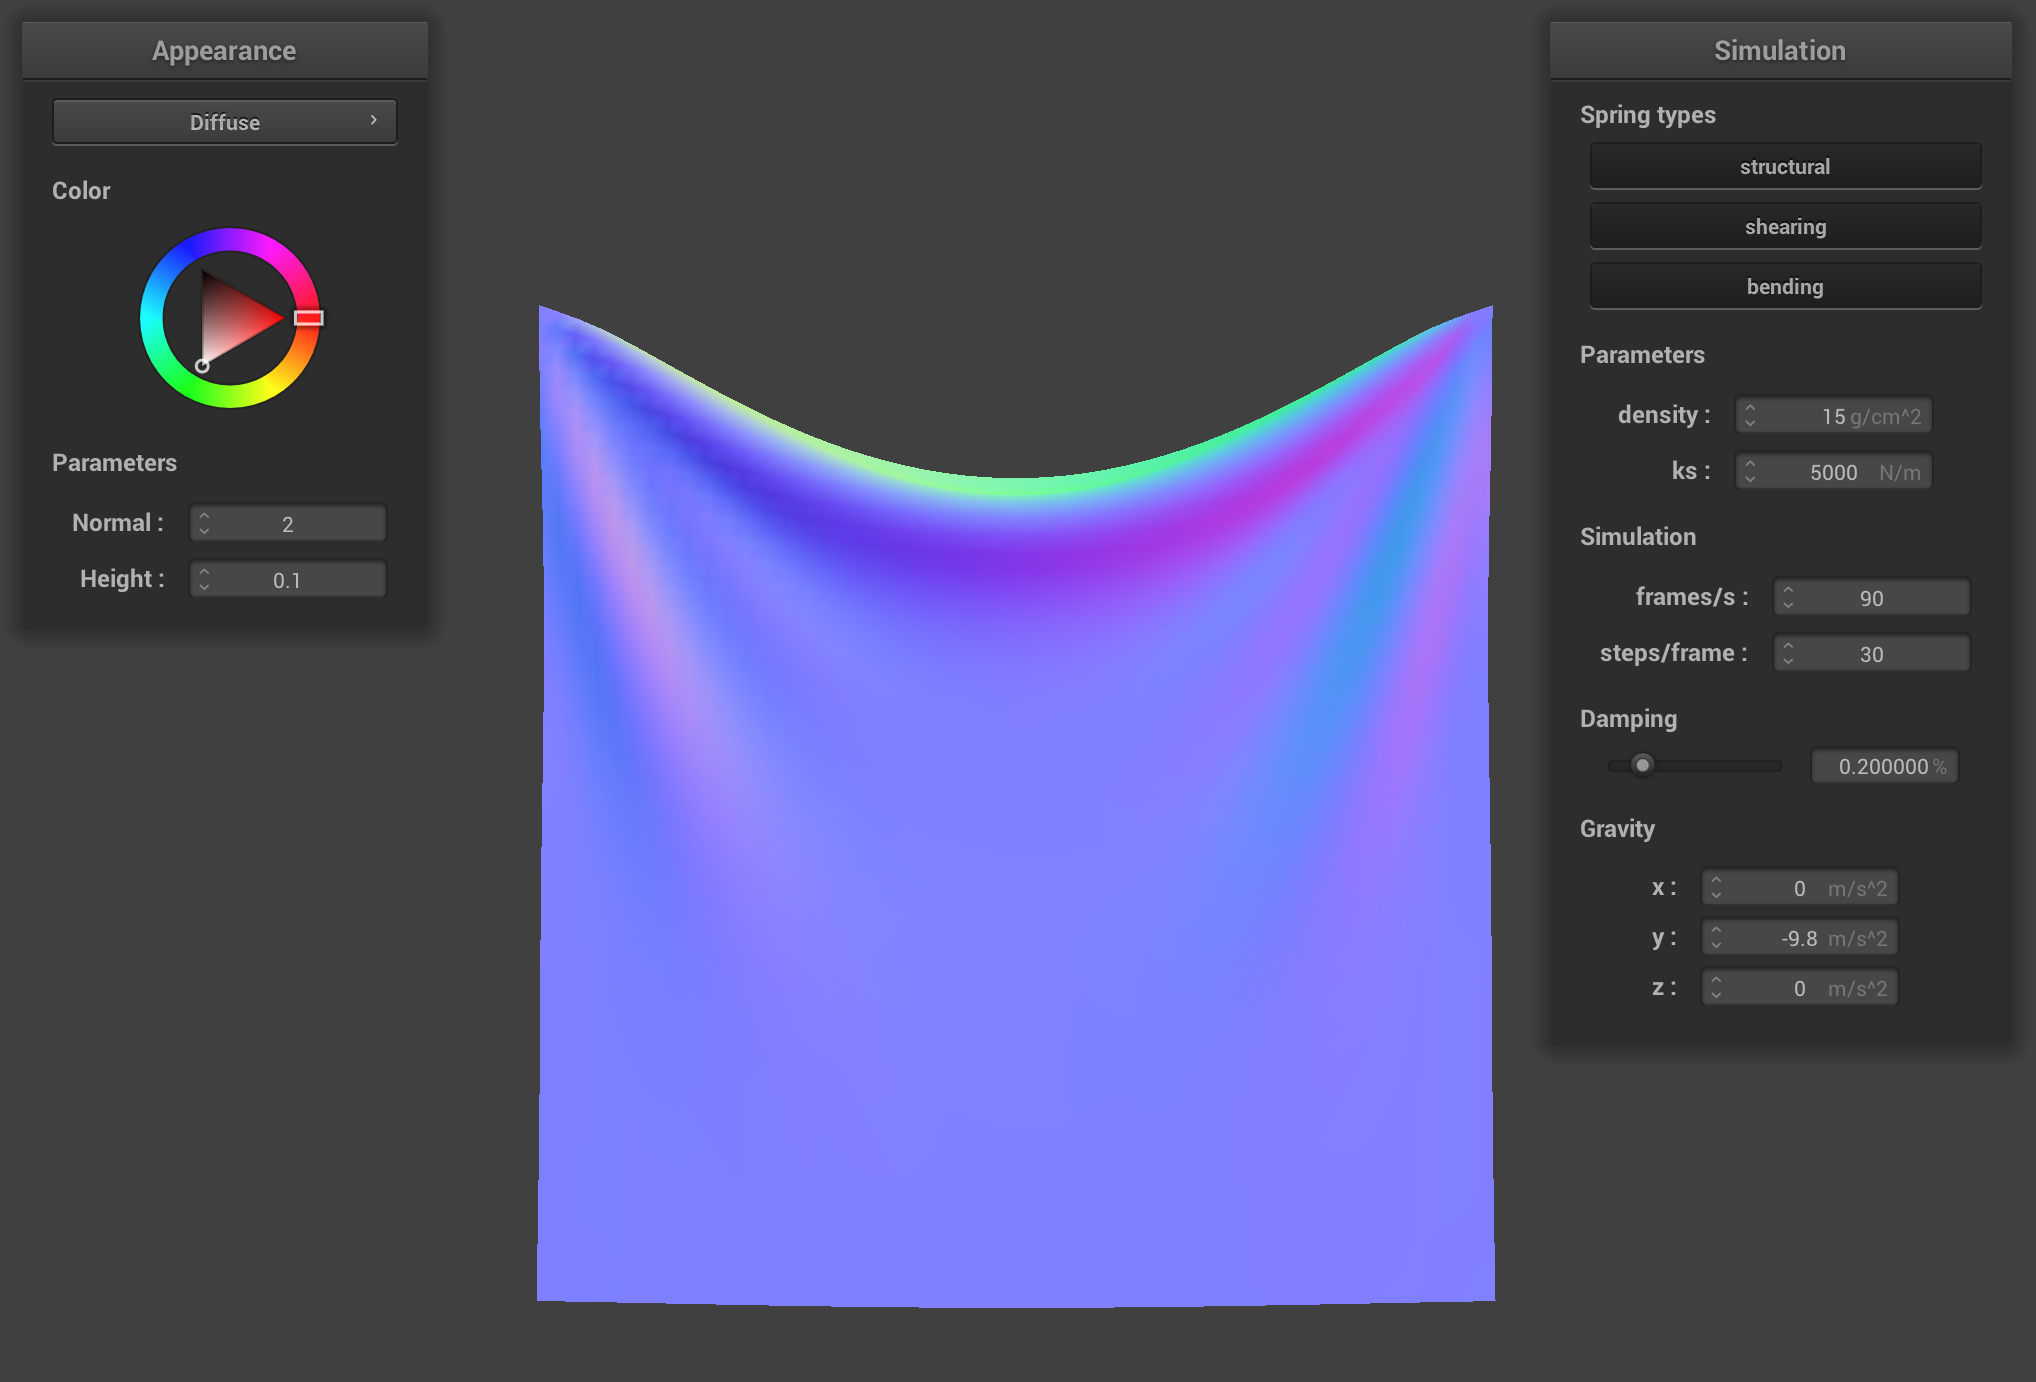 Appearance
Diffuse
Color
Parameters
Normal : 2
Height : 0.1
Simulation
Spring types
structural
shearing
bending
Parameters
density : 15 g/cm^2
ks : 5000 N/m
Simulation
frames/s : 90
steps/frame : 30
Damping
0.200000 %
Gravity
x : 0 m/s^2
y : -9.8 m/s^2
z : 0 m/s^2